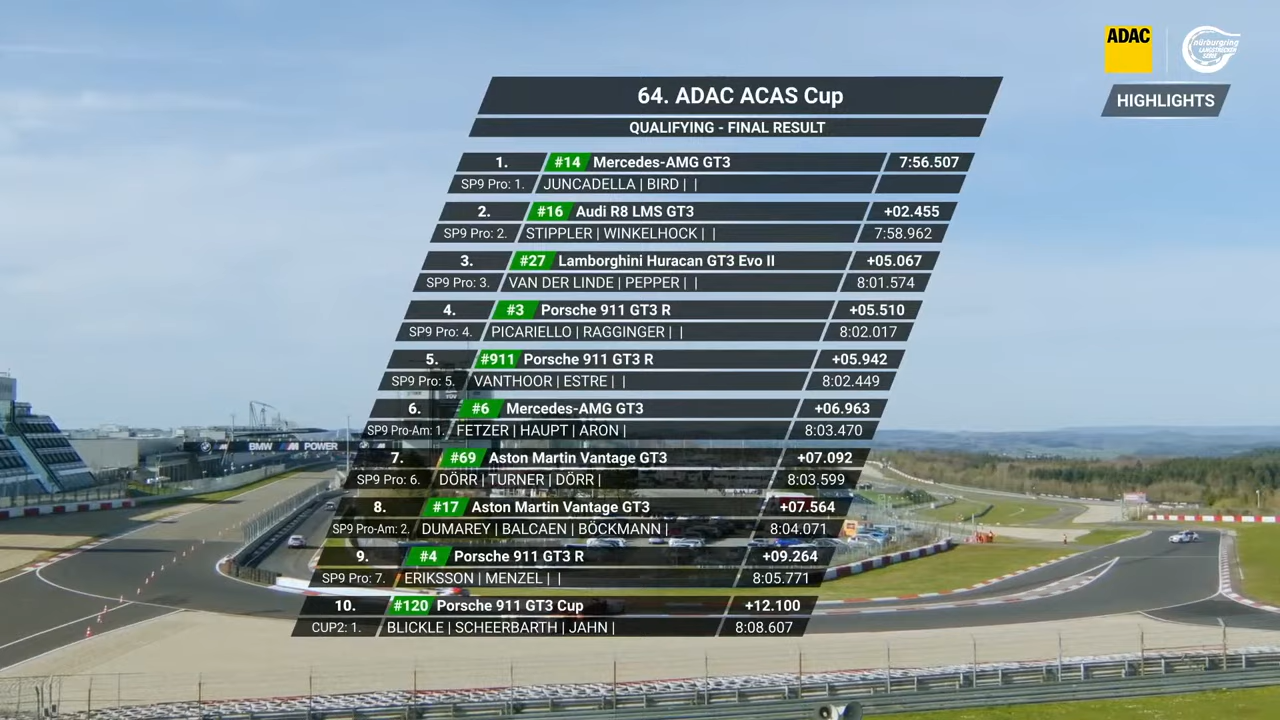 ADAC
nürburgring
LANGSTRECKEN
SERIE
HIGHLIGHTS
64. ADAC ACAS Cup
QUALIFYING - FINAL RESULT
1. #14 Mercedes-AMG GT3 7:56.507
SP9 Pro: 1. JUNCADELLA | BIRD | |
2. #16 Audi R8 LMS GT3 +02.455
SP9 Pro: 2. STIPPLER | WINKELHOCK | | 7:58.962
3. #27 Lamborghini Huracan GT3 Evo II +05.067
SP9 Pro: 3. VAN DER LINDE | PEPPER | | 8:01.574
4. #3 Porsche 911 GT3 R +05.510
SP9 Pro: 4. PICARIELLO | RAGGINGER | | 8:02.017
5. #911 Porsche 911 GT3 R +05.942
SP9 Pro: 5. VANTHOOR | ESTRE | | 8:02.449
6. #6 Mercedes-AMG GT3 +06.963
SP9 Pro-Am: 1. FETZER | HAUPT | ARON | 8:03.470
BMW M POWER
7. #69 Aston Martin Vantage GT3 +07.092
SP9 Pro: 6. DÖRR | TURNER | DÖRR | 8:03.599
8. #17 Aston Martin Vantage GT3 +07.564
SP9 Pro-Am: 2. DUMAREY | BALCAEN | BÖCKMANN | 8:04.071
9. #4 Porsche 911 GT3 R +09.264
SP9 Pro: 7. ERIKSSON | MENZEL | | 8:05.771
10. #120 Porsche 911 GT3 Cup +12.100
CUP2: 1. BLICKLE | SCHEERBARTH | JAHN | 8:08.607